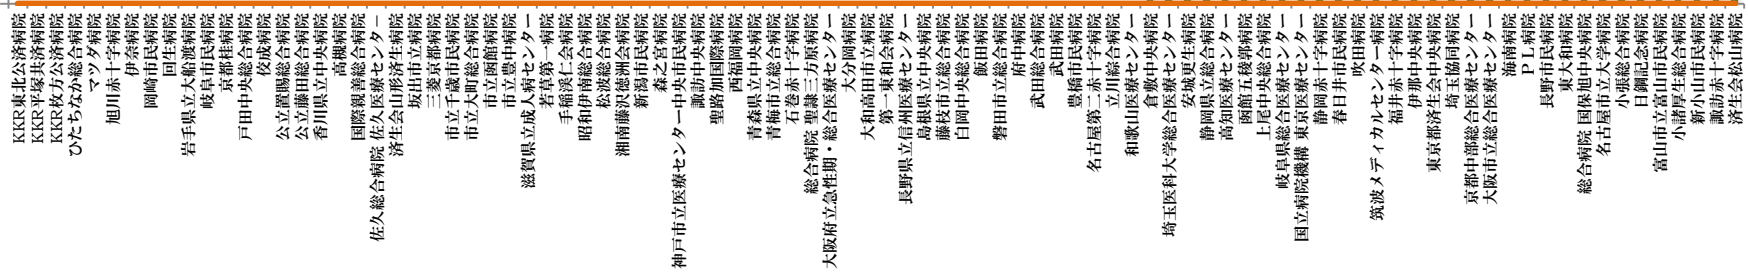 KKR東北公済病院
KKR平塚共済病院
KKR枚方公済病院
ひたちなか総合病院
マツダ病院
旭川赤十字病院
伊奈病院
岡崎市民病院
回生病院
岩手県立大船渡病院
岐阜市民病院
京都桂病院
戸田中央総合病院
佼成病院
公立置賜総合病院
公立藤田総合病院
香川県立中央病院
高槻病院
国際親善総合病院
佐久総合病院 佐久医療センター
済生会山形済生病院
坂出市立病院
三菱京都病院
市立千歳市民病院
市立大町総合病院
市立函館病院
市立豊中病院
滋賀県立成人病センター
若草第一病院
手稲渓仁会病院
昭和伊南総合病院
松波総合病院
湘南藤沢徳洲会病院
新潟市民病院
森之宮病院
神戸市立医療センター中央市民病院
諏訪中央病院
聖路加国際病院
西福岡病院
青森県立中央病院
青梅市立総合病院
石巻赤十字病院
総合病院 聖隷三方原病院
大阪府立急性期・総合医療センター
大分岡病院
大和高田市立病院
第一東和会病院
長野県立信州医療センター
島根県立中央病院
藤枝市立総合病院
白岡中央総合病院
飯田病院
磐田市立病院
府中病院
武田総合病院
武田病院
豊橋市民病院
名古屋第二赤十字病院
立川綜合病院
和歌山医療センター
倉敷中央病院
埼玉医科大学総合医療センター
安城更生病院
静岡県立総合病院
高知医療センター
函館五稜郭病院
上尾中央総合病院
岐阜県総合医療センター
国立病院機構 東京医療センター
静岡赤十字病院
春日井市民病院
吹田病院
筑波メディカルセンター病院
福井赤十字病院
伊那中央病院
東京都済生会中央病院
埼玉協同病院
京都中部総合医療センター
大阪市立総合医療センター
海南病院
ＰＬ病院
長野市民病院
東大和病院
総合病院 国保旭中央病院
名古屋市立大学病院
小張総合病院
日鋼記念病院
富山市立富山市民病院
小諸厚生総合病院
新小山市民病院
諏訪赤十字病院
済生会松山病院